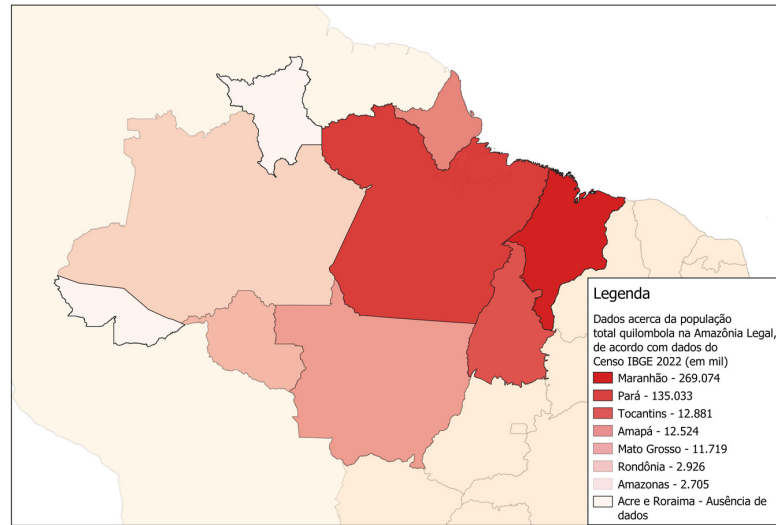 Legenda
Dados acerca da população
total quilombola na Amazônia Legal,
de acordo com dados do
Censo IBGE 2022 (em mil)
Maranhão - 269.074
Pará - 135.033
Tocantins - 12.881
Amapá - 12.524
Mato Grosso - 11.719
Rondônia - 2.926
Amazonas - 2.705
Acre e Roraima - Ausência de
dados